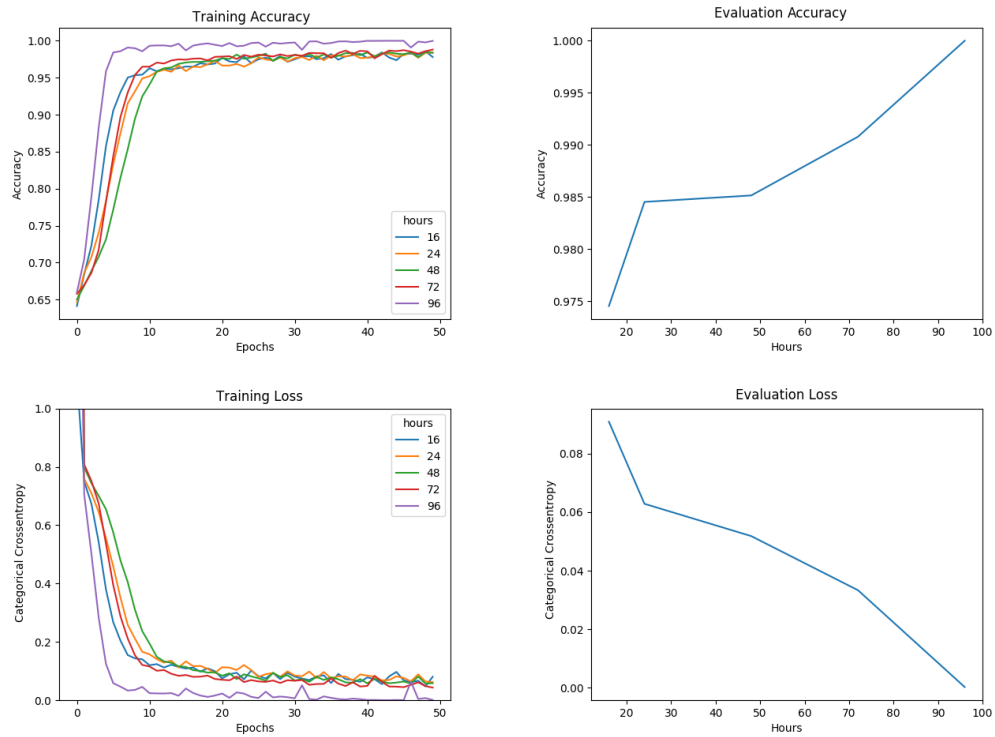 Training Accuracy
Accuracy
1.00
0.95
0.90
0.85
0.80
0.75
0.70
0.65
hours
16
24
48
72
96
0 10 20 30 40 50
Epochs
Evaluation Accuracy
Accuracy
1.000
0.995
0.990
0.985
0.980
0.975
20 30 40 50 60 70 80 90 100
Hours
Training Loss
Categorical Crossentropy
1.0
0.8
0.6
0.4
0.2
0.0
hours
16
24
48
72
96
0 10 20 30 40 50
Epochs
Evaluation Loss
Categorical Crossentropy
0.08
0.06
0.04
0.02
0.00
20 30 40 50 60 70 80 90 100
Hours